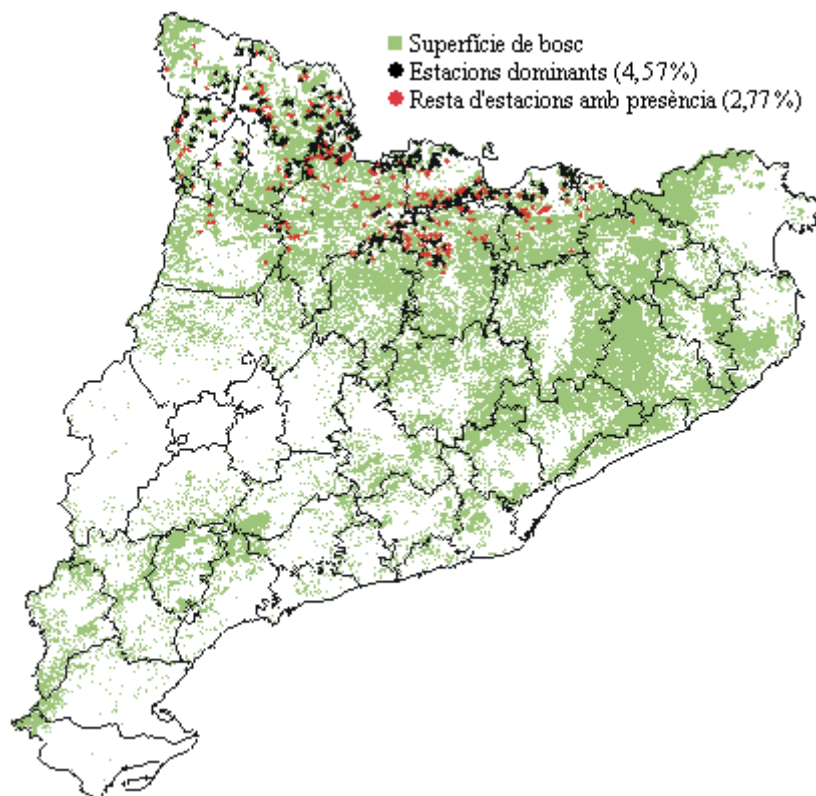 Superfície de bosc
Estacions dominants (4,57%)
Resta d'estacions amb presència (2,77%)